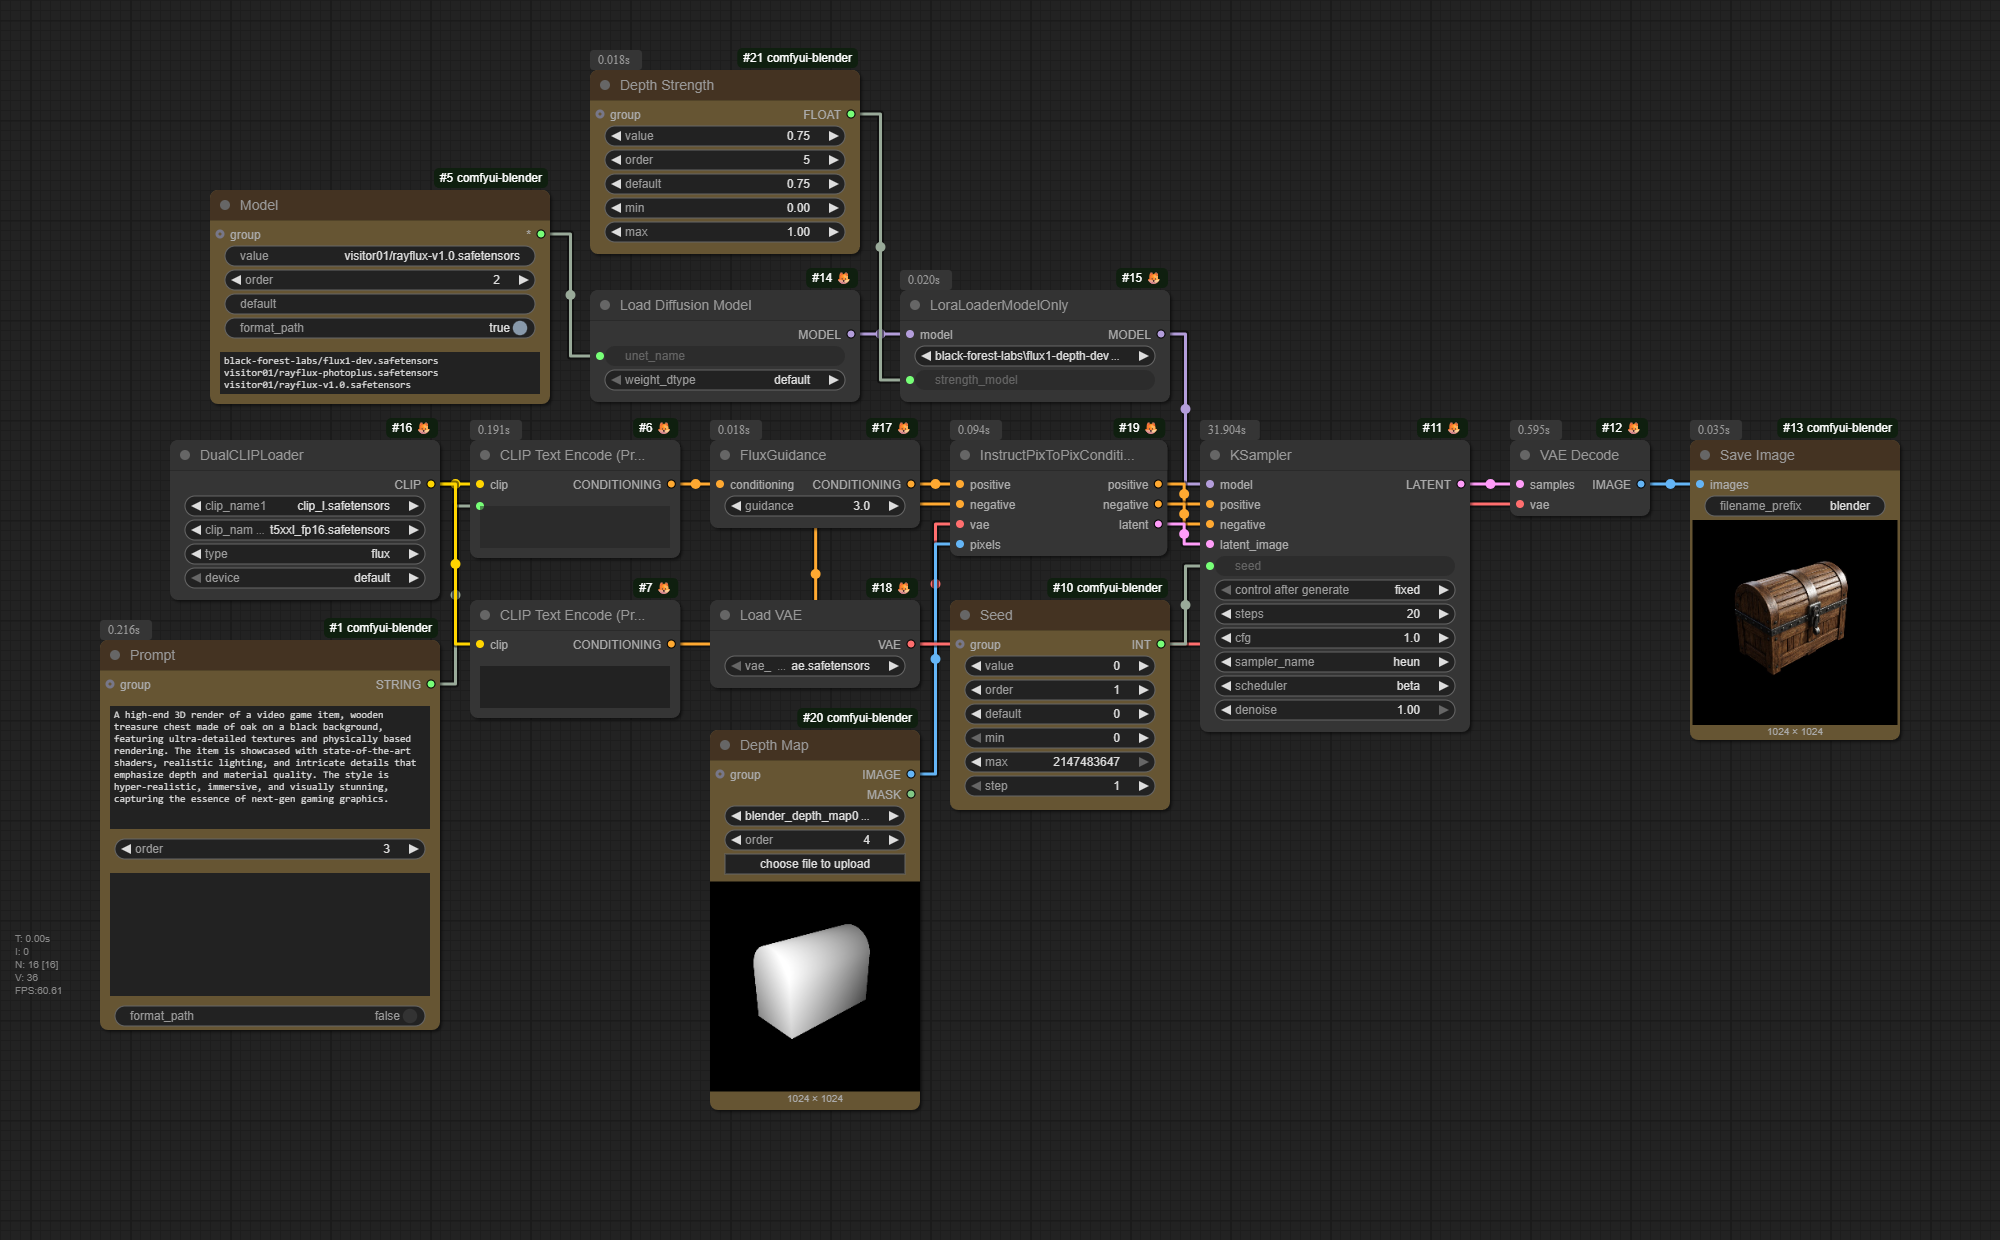 0.018s
#21 comfyui-blender
Depth Strength
group FLOAT
value 0.75
order 5
default 0.75
min 0.00
max 1.00
#5 comfyui-blender
Model
group *
value visitor01/rayflux-v1.0.safetensors
order 2
default
format_path true
black-forest-labs/flux1-dev.safetensors
visitor01/rayflux-photoplus.safetensors
visitor01/rayflux-v1.0.safetensors
#14
Load Diffusion Model
MODEL
unet_name
weight_dtype default
0.020s
#15
LoraLoaderModelOnly
model MODEL
black-forest-labs\flux1-depth-dev ...
strength_model
#16
DualCLIPLoader
CLIP
clip_name1 clip_l.safetensors
clip_nam ... t5xxl_fp16.safetensors
type flux
device default
0.191s
#6
CLIP Text Encode (Pr...
clip CONDITIONING
0.018s
#17
FluxGuidance
conditioning CONDITIONING
guidance 3.0
0.094s
#19
InstructPixToPixConditi...
positive positive
negative negative
vae latent
pixels
31.904s
#11
KSampler
model LATENT
positive
negative
latent_image
seed
control after generate fixed
steps 20
cfg 1.0
sampler_name heun
scheduler beta
denoise 1.00
0.595s
#12
VAE Decode
samples IMAGE
vae
0.035s
#13 comfyui-blender
Save Image
images
filename_prefix blender
1024 × 1024
0.216s
#1 comfyui-blender
Prompt
group STRING
A high-end 3D render of a video game item, wooden
treasure chest made of oak on a black background,
featuring ultra-detailed textures and physically based
rendering. The item is showcased with state-of-the-art
shaders, realistic lighting, and intricate details that
emphasize depth and material quality. The style is
hyper-realistic, immersive, and visually stunning,
capturing the essence of next-gen gaming graphics.
order 3
format_path false
#7
CLIP Text Encode (Pr...
clip CONDITIONING
#18
Load VAE
VAE
vae_ ... ae.safetensors
#10 comfyui-blender
Seed
group INT
value 0
order 1
default 0
min 0
max 2147483647
step 1
#20 comfyui-blender
Depth Map
group IMAGE
MASK
blender_depth_map0 ...
order 4
choose file to upload
1024 × 1024
T: 0.00s
I: 0
N: 16 [16]
V: 36
FPS:60.61